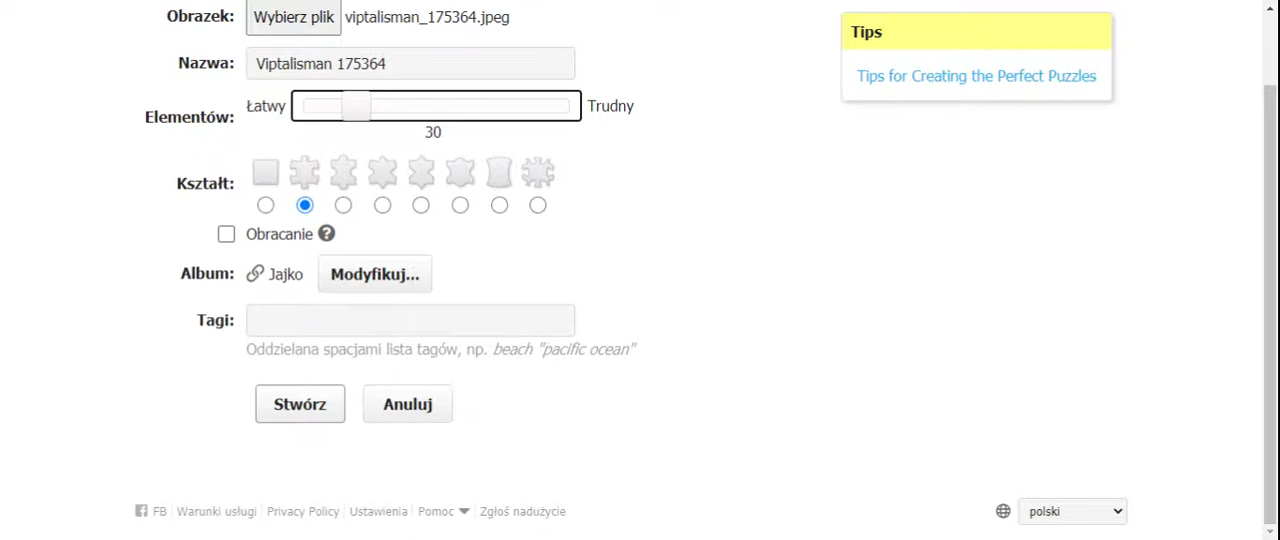 Obrazek: Wybierz plik viptalisman_175364.jpeg
Nazwa: Viptalisman 175364
Elementów: Łatwy Trudny
30
Kształt:
Obracanie ?
Album: Jajko Modyfikuj...
Tagi:
Oddzielana spacjami lista tagów, np. beach "pacific ocean"
Stwórz Anuluj
Tips
Tips for Creating the Perfect Puzzles
FB Warunki usługi Privacy Policy Ustawienia Pomoc Zgłoś nadużycie polski